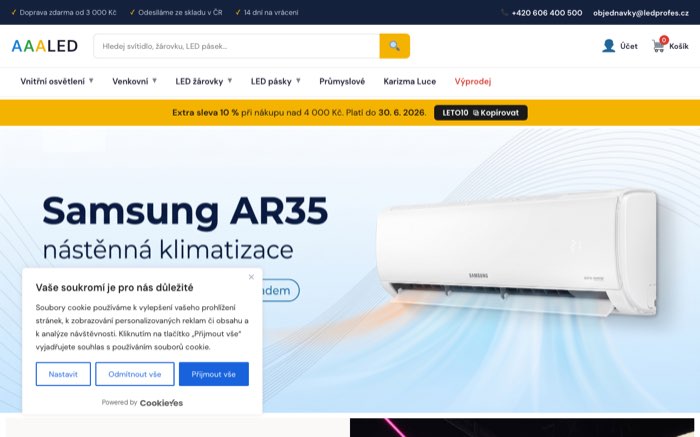 ✓ Doprava zdarma od 3 000 Kč ✓ Odesíláme ze skladu v ČR ✓ 14 dní na vrácení +420 606 400 500 objednavky@ledprofes.cz
AAALED
Hledej svítidlo, žárovku, LED pásek...
Účet
0
Košík
Vnitřní osvětlení ▼ Venkovní ▼ LED žárovky ▼ LED pásky ▼ Průmyslové Karizma Luce Výprodej
Extra sleva 10 % při nákupu nad 4 000 Kč. Platí do 30. 6. 2026. LETO10 Kopírovat
Samsung AR35
nástěnná klimatizace
SAMSUNG
Vaše soukromí je pro nás důležité
Soubory cookie používáme k vylepšení vašeho prohlížení
stránek, k zobrazování personalizovaných reklam či obsahu a
k analýze návštěvnosti. Kliknutím na tlačítko „Přijmout vše“
vyjadřujete souhlas s používáním souborů cookie.
Nastavit Odmítnout vše Přijmout vše
Powered by CookieYes